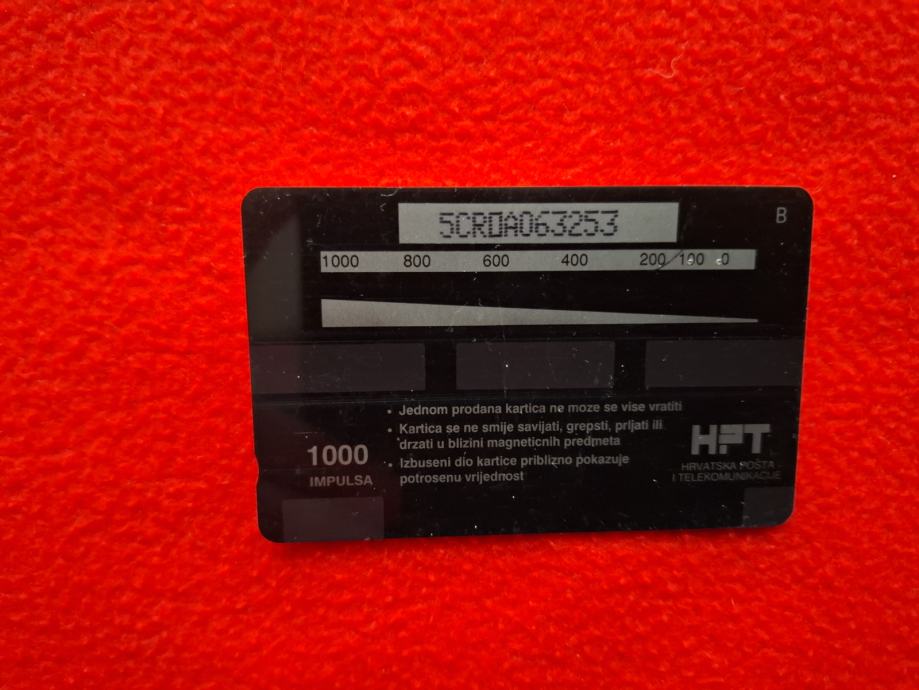 5CRDA063253
B
1000 800 600 400 200 100 0
• Jednom prodana kartica ne moze se vise vratiti
• Kartica se ne smije savijati, grepsti, prljati ili
drzati u blizini magneticnih predmeta
• Izbuseni dio kartice priblizno pokazuje
potrosenu vrijednost
1000
IMPULSA
HPT
HRVATSKA POSTA
I TELEKOMUNIKACIJE